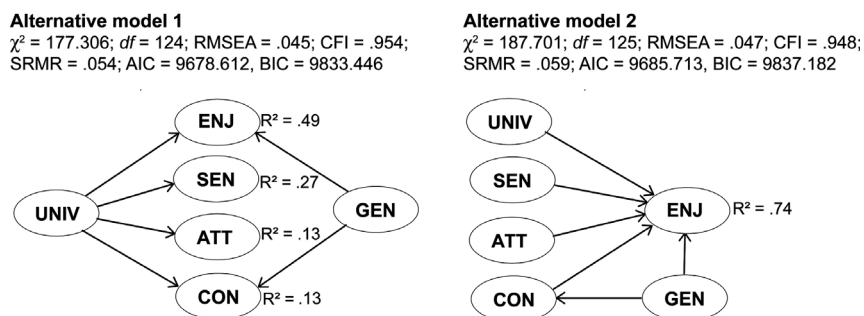 Alternative model 1
χ² = 177.306; df = 124; RMSEA = .045; CFI = .954;
SRMR = .054; AIC = 9678.612, BIC = 9833.446
ENJ R² = .49
SEN R² = .27
UNIV
GEN
ATT R² = .13
CON R² = .13
Alternative model 2
χ² = 187.701; df = 125; RMSEA = .047; CFI = .948;
SRMR = .059; AIC = 9685.713, BIC = 9837.182
UNIV
SEN
ENJ R² = .74
ATT
CON
GEN